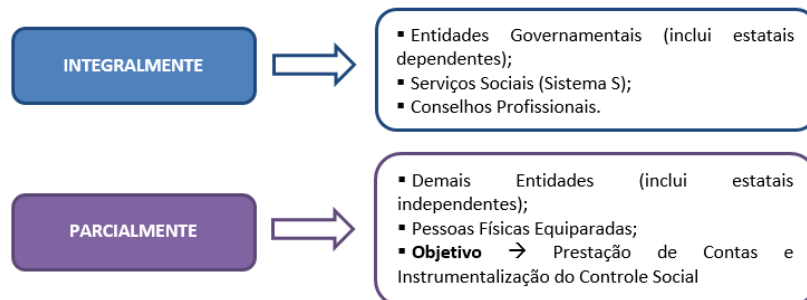 INTEGRALMENTE
▪ Entidades Governamentais (inclui estatais
dependentes);
▪ Serviços Sociais (Sistema S);
▪ Conselhos Profissionais.
PARCIALMENTE
▪ Demais Entidades (inclui estatais
independentes);
▪ Pessoas Físicas Equiparadas;
▪ Objetivo → Prestação de Contas e
Instrumentalização do Controle Social